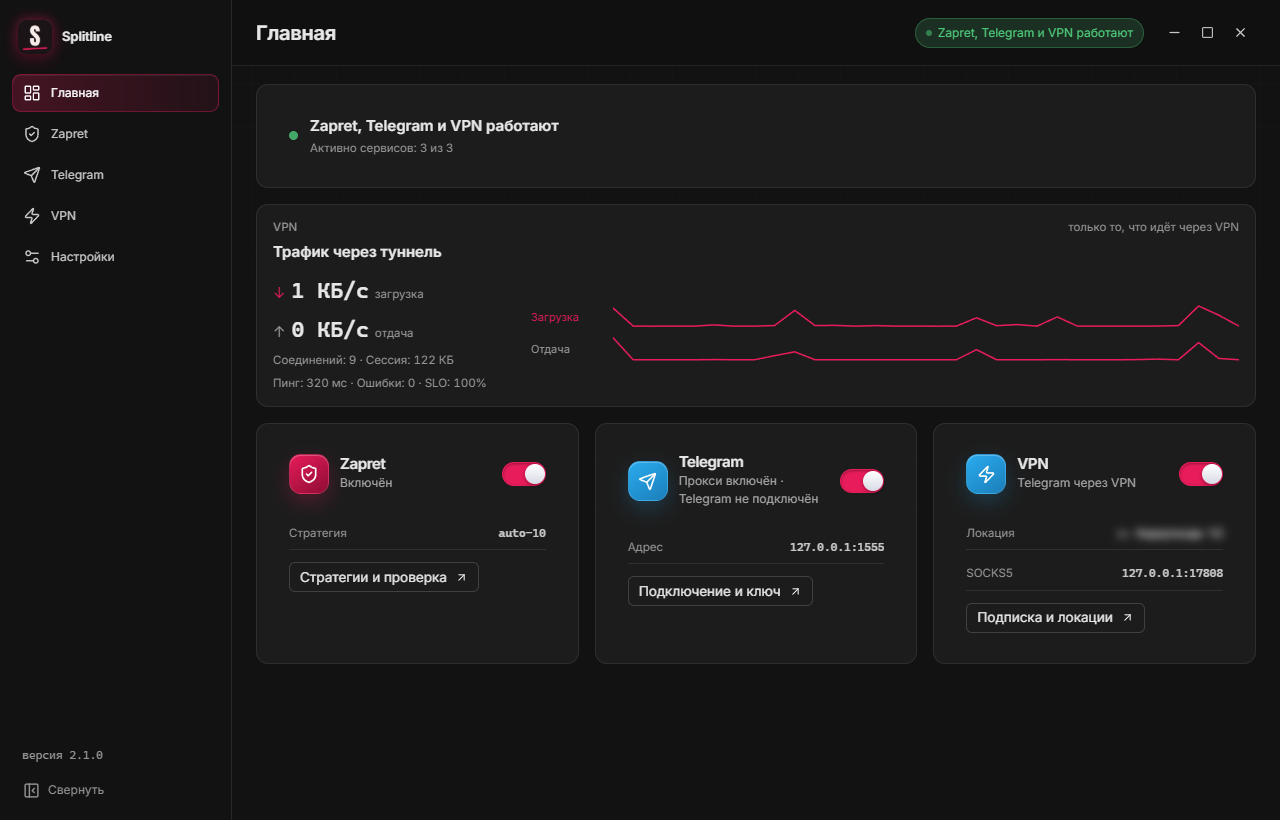 Splitline
Главная
Zapret
Telegram
VPN
Настройки
версия 2.1.0
Свернуть
Главная
Zapret, Telegram и VPN работают
Zapret, Telegram и VPN работают
Активно сервисов: 3 из 3
VPN
только то, что идёт через VPN
Трафик через туннель
↓ 1 КБ/с загрузка
↑ 0 КБ/с отдача
Соединений: 9 · Сессия: 122 КБ
Пинг: 320 мс · Ошибки: 0 · SLO: 100%
Загрузка
Отдача
Zapret
Включён
Стратегия auto-10
Стратегии и проверка
Telegram
Прокси включён ·
Telegram не подключён
Адрес 127.0.0.1:1555
Подключение и ключ
VPN
Telegram через VPN
Локация
SOCKS5 127.0.0.1:17808
Подписка и локации